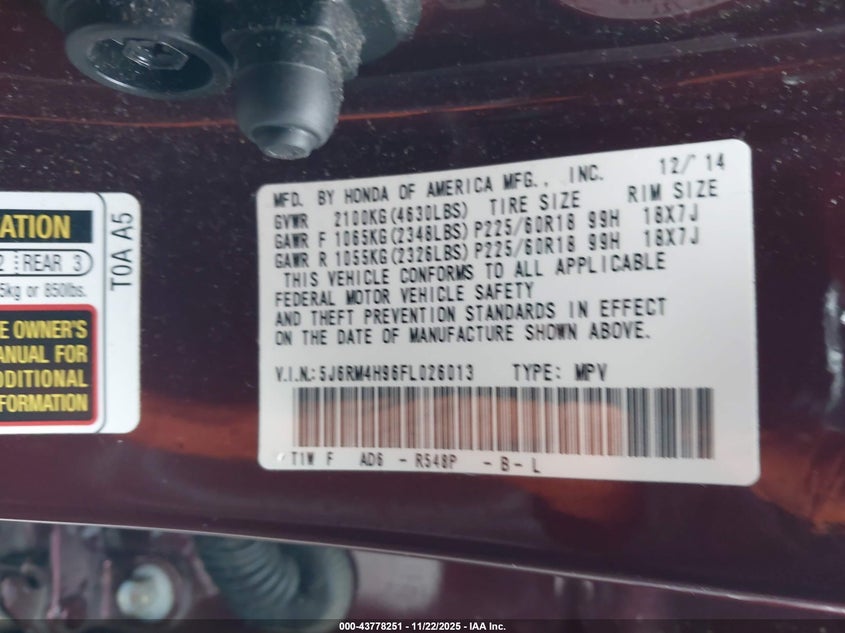 ATION
2 REAR 3
5kg or 850lbs.
E OWNER'S
ANUAL FOR
DDITIONAL
FORMATION
T0A A5
MFD. BY HONDA OF AMERICA MFG., INC. 12/'14
GVWR 2100KG(4630LBS) TIRE SIZE RIM SIZE
GAWR F 1065KG(2348LBS) P225/60R18 99H 18X7J
GAWR R 1055KG(2326LBS) P225/60R18 99H 18X7J
THIS VEHICLE CONFORMS TO ALL APPLICABLE
FEDERAL MOTOR VEHICLE SAFETY
AND THEFT PREVENTION STANDARDS IN EFFECT
ON THE DATE OF MANUFACTURE SHOWN ABOVE.
V.I.N.: 5J6RM4H96FL026013 TYPE: MPV
T1W F AD6 - R548P - B - L
000-43778251 - 11/22/2025 - IAA Inc.